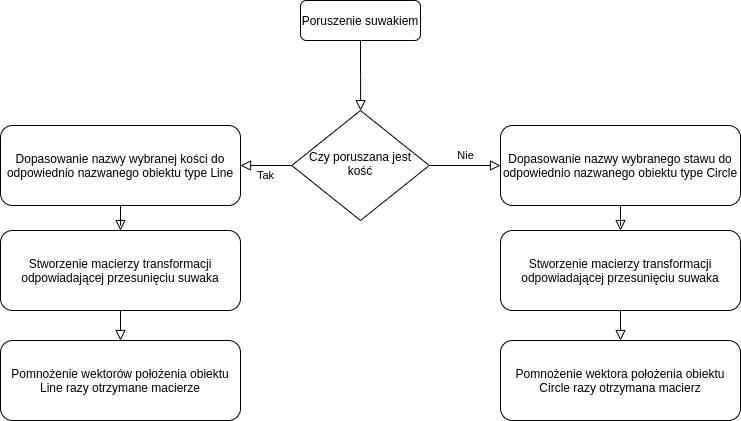 Poruszenie suwakiem
Czy poruszana jest
kość
Tak
Nie
Dopasowanie nazwy wybranej kości do
odpowiednio nazwanego obiektu type Line
Stworzenie macierzy transformacji
odpowiadającej przesunięciu suwaka
Pomnożenie wektorów położenia obiektu
Line razy otrzymane macierze
Dopasowanie nazwy wybranego stawu do
odpowiednio nazwanego obiektu type Circle
Stworzenie macierzy transformacji
odpowiadającej przesunięciu suwaka
Pomnożenie wektora położenia obiektu
Circle razy otrzymana macierz